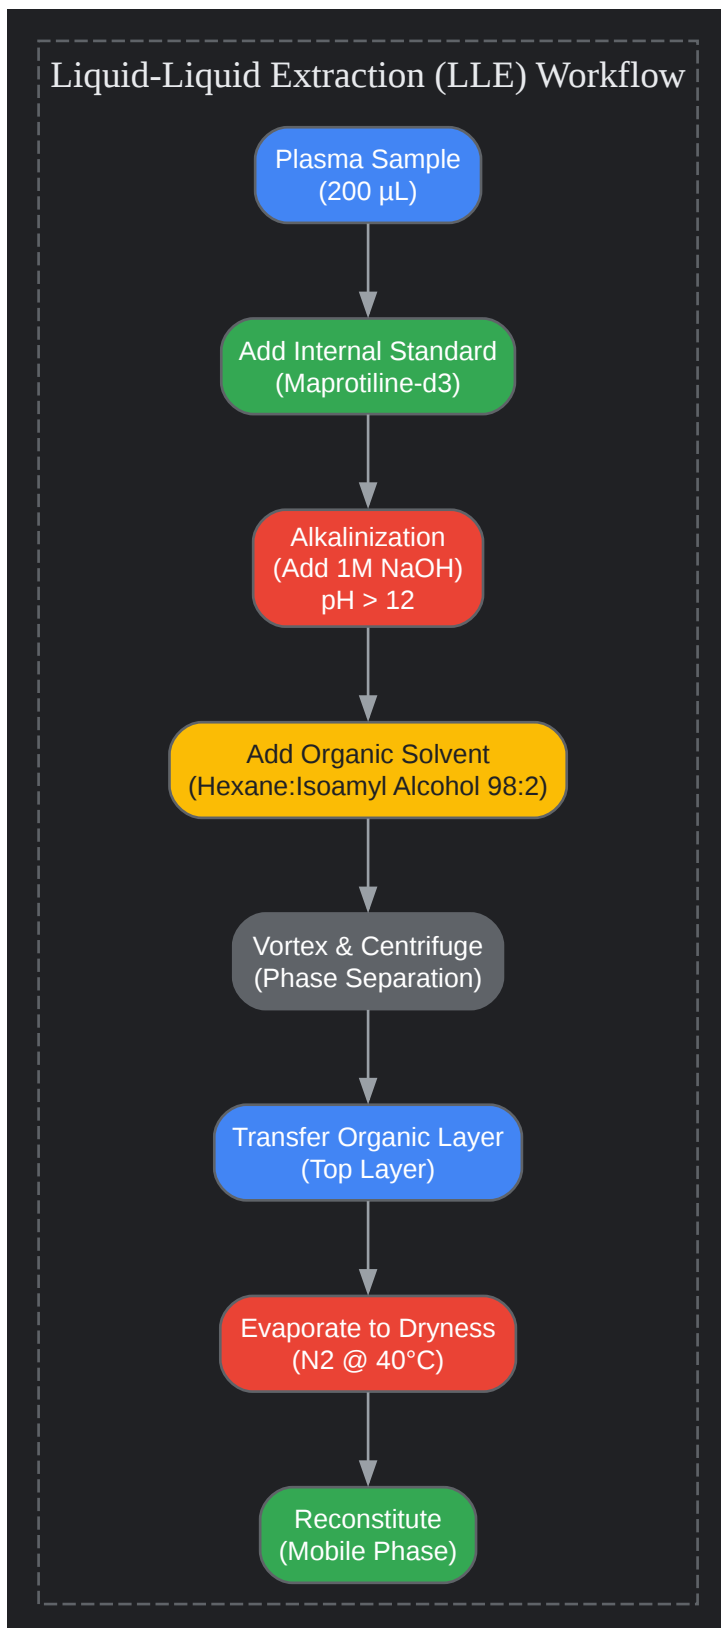 Liquid-Liquid Extraction (LLE) Workflow
Plasma Sample
(200 µL)
Add Internal Standard
(Maprotiline-d3)
Alkalinization
(Add 1M NaOH)
pH > 12
Add Organic Solvent
(Hexane:Isoamyl Alcohol 98:2)
Vortex & Centrifuge
(Phase Separation)
Transfer Organic Layer
(Top Layer)
Evaporate to Dryness
(N2 @ 40°C)
Reconstitute
(Mobile Phase)